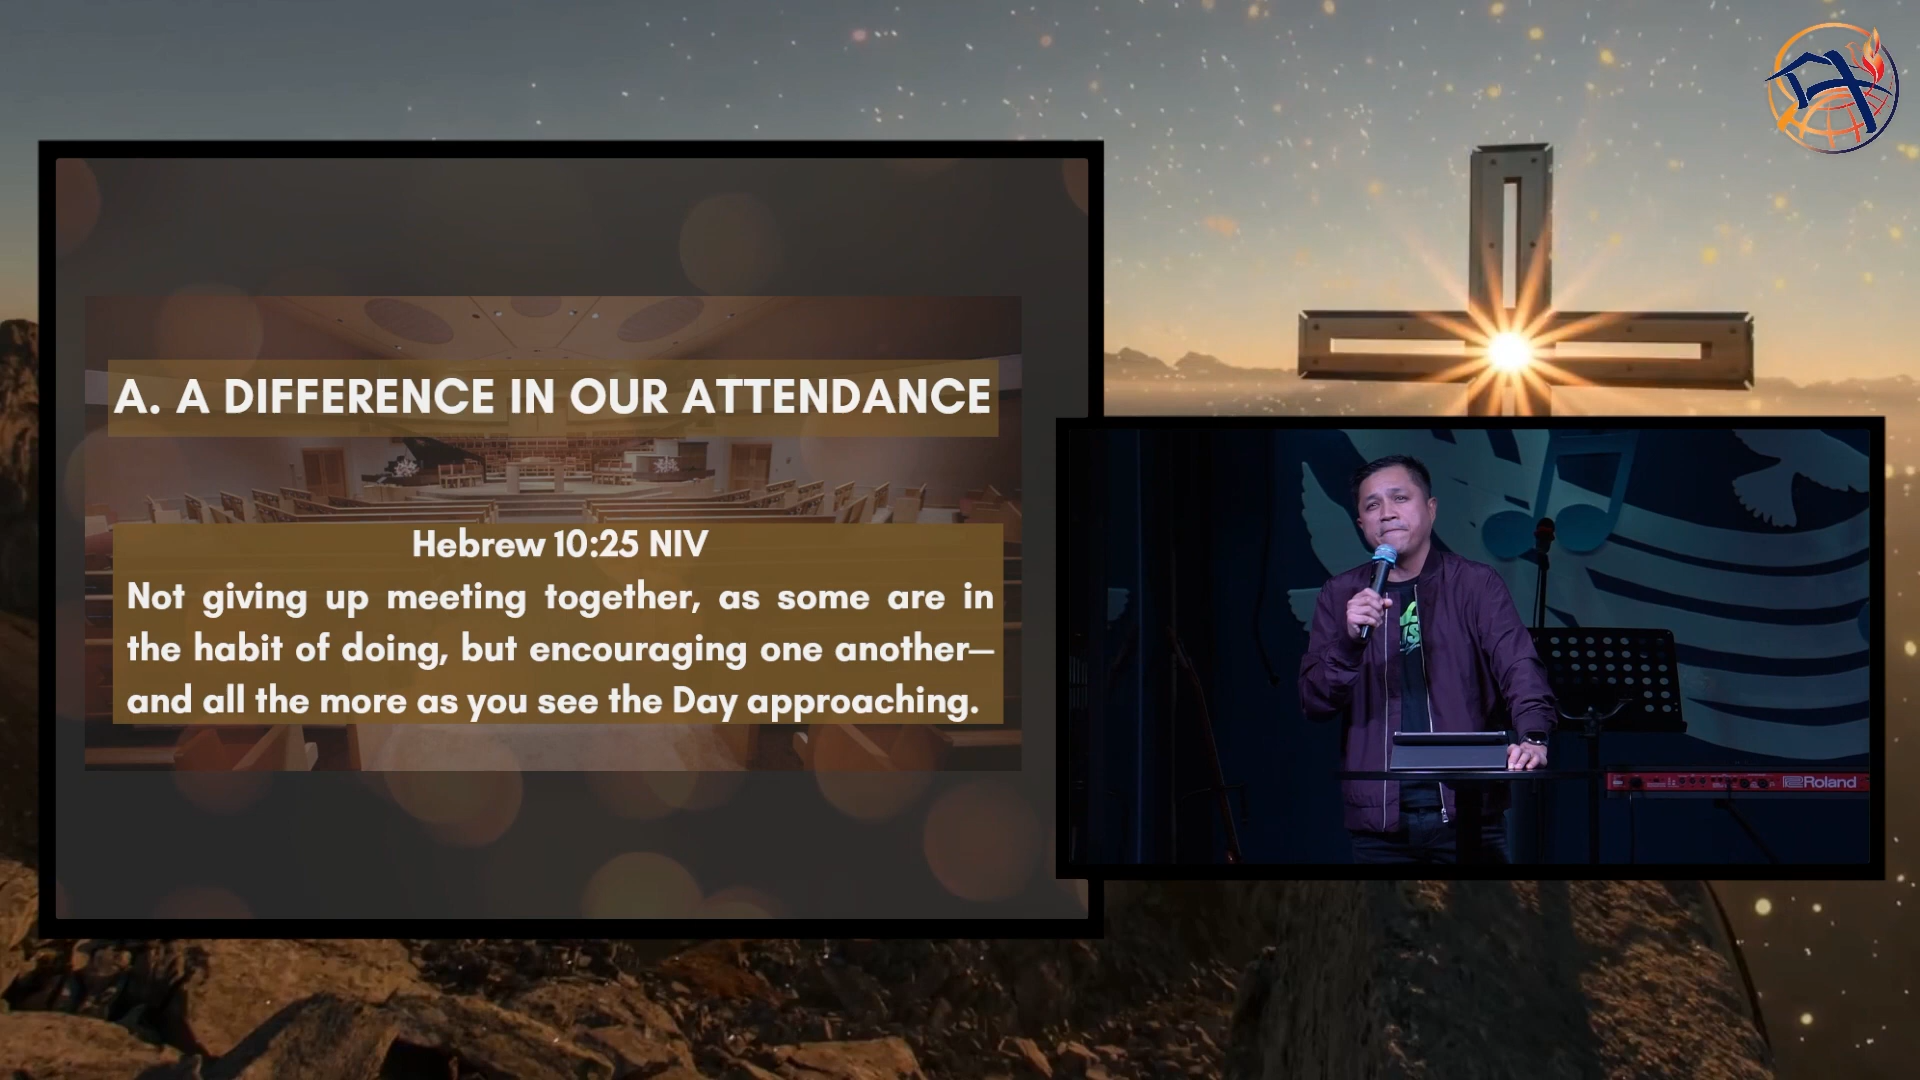 A. A DIFFERENCE IN OUR ATTENDANCE
Hebrew 10:25 NIV
Not giving up meeting together, as some are in
the habit of doing, but encouraging one another—
and all the more as you see the Day approaching.
Roland